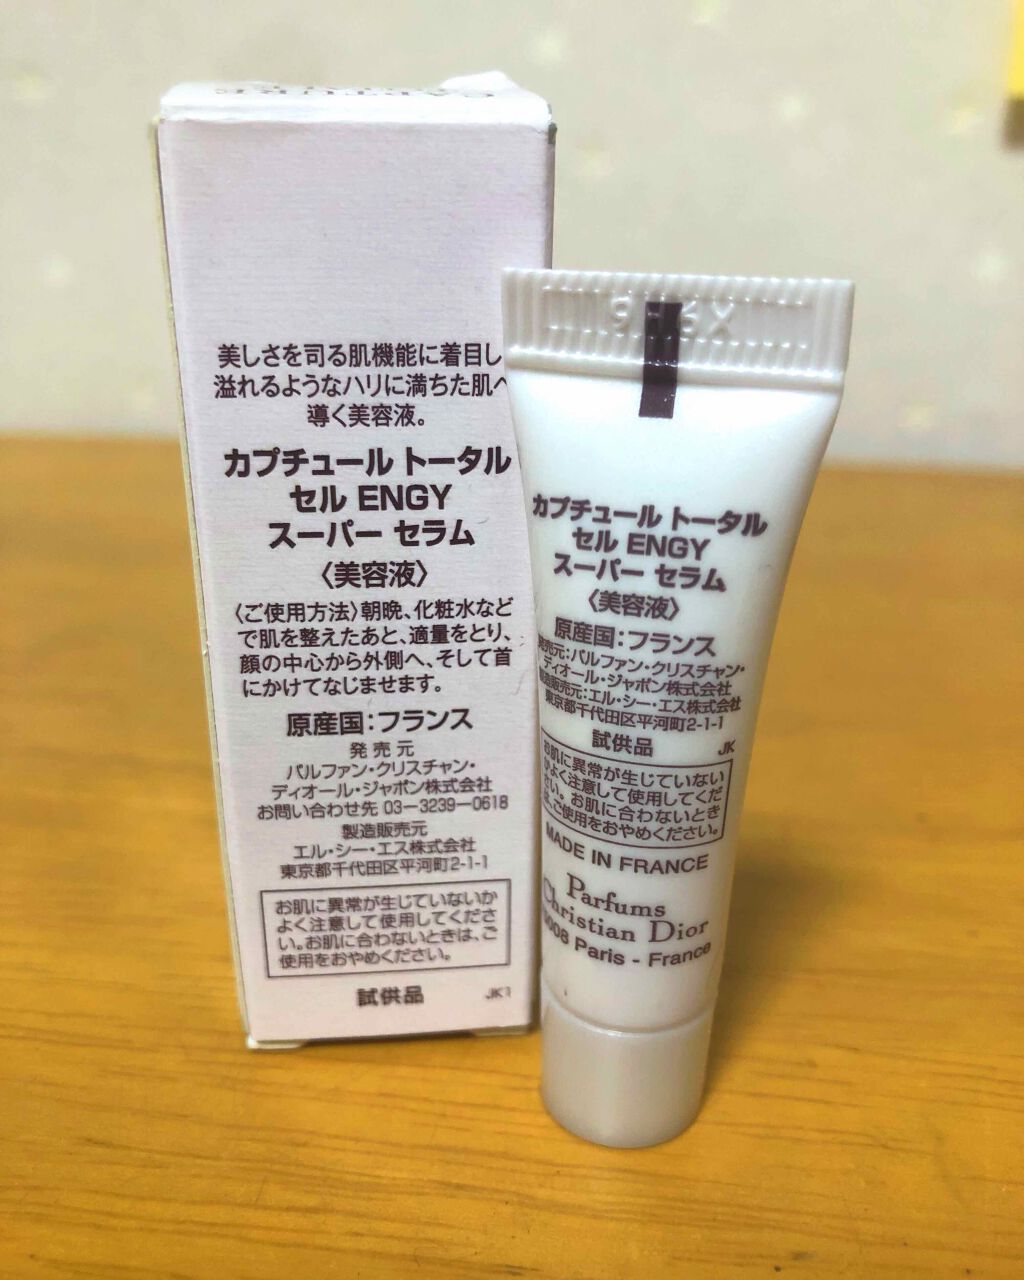 美しさを司る肌機能に着目し
溢れるようなハリに満ちた肌へ
導く美容液。
カプチュール トータル
セル ENGY
スーパー セラム
〈美容液〉
〈ご使用方法〉朝晩、化粧水など
で肌を整えたあと、適量をとり、
顔の中心から外側へ、そして首
にかけてなじませます。
原産国：フランス
発売元
パルファン・クリスチャン・
ディオール・ジャポン株式会社
お問い合わせ先 03-3239-0618
製造販売元
エル・シー・エス株式会社
東京都千代田区平河町2-1-1
お肌に異常が生じていないか
よく注意して使用してくださ
い。お肌に合わないときは、ご
使用をおやめください。
試供品 JK1
カプチュール トータル
セル ENGY
スーパー セラム
〈美容液〉
原産国：フランス
発売元：パルファン・クリスチャン・
ディオール・ジャポン株式会社
製造販売元：エル・シー・エス株式会社
東京都千代田区平河町2-1-1
試供品 JK
お肌に異常が生じていない
かよく注意して使用してくだ
さい。お肌に合わないとき
は、ご使用をおやめください。
MADE IN FRANCE
Parfums
Christian Dior
Paris - France